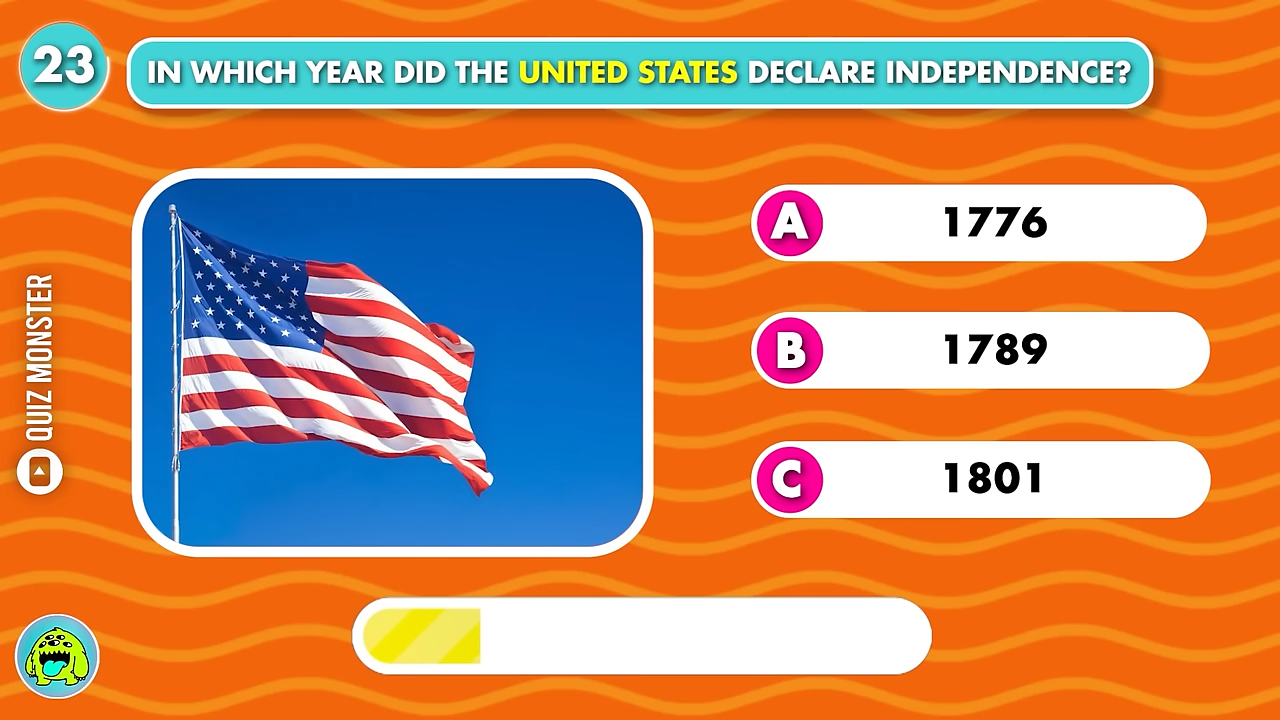 23
IN WHICH YEAR DID THE UNITED STATES DECLARE INDEPENDENCE?
A 1776
B 1789
C 1801
QUIZ MONSTER